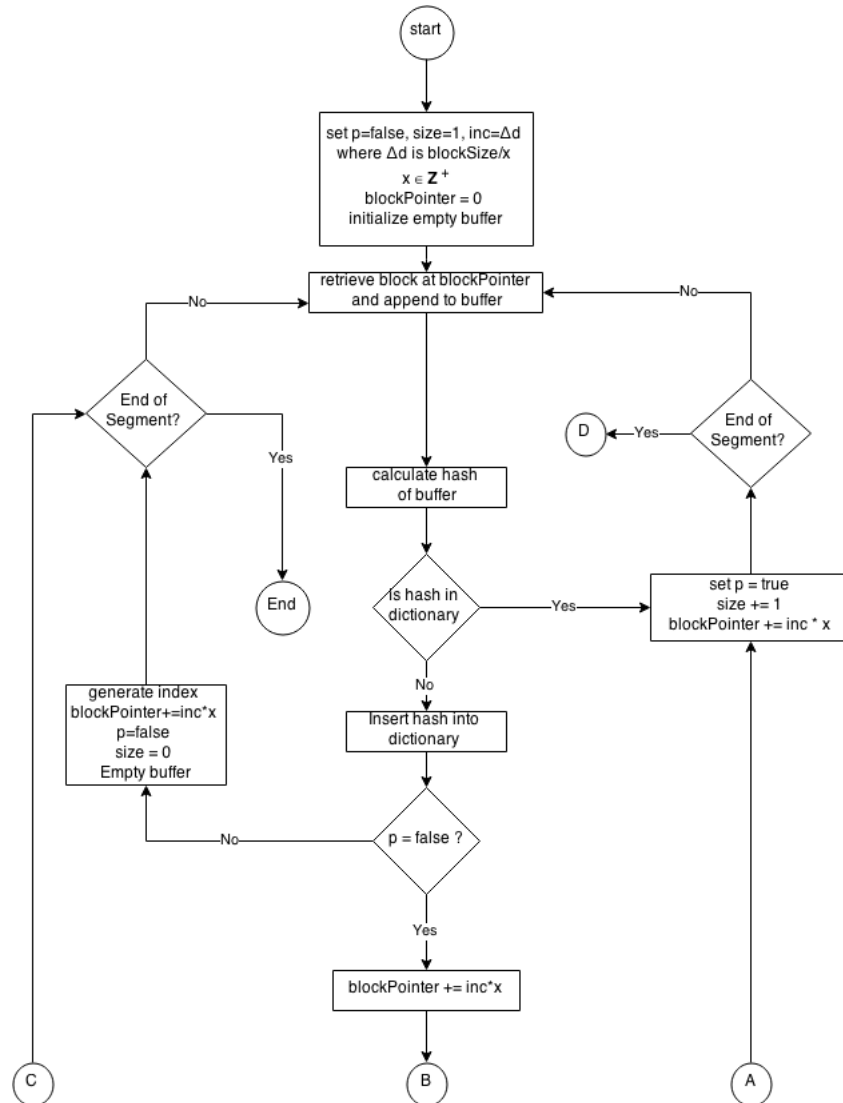 start
set p=false, size=1, inc=Δd
where Δd is blockSize/x
x ∈ Z⁺
blockPointer = 0
initialize empty buffer
retrieve block at blockPointer
and append to buffer
No
No
End of
Segment?
End of
Segment?
D
Yes
Yes
calculate hash
of buffer
End
Is hash in
dictionary
Yes
set p = true
size += 1
blockPointer += inc * x
No
generate index
blockPointer+=inc*x
p=false
size = 0
Empty buffer
Insert hash into
dictionary
No
p = false ?
Yes
blockPointer += inc*x
C
B
A